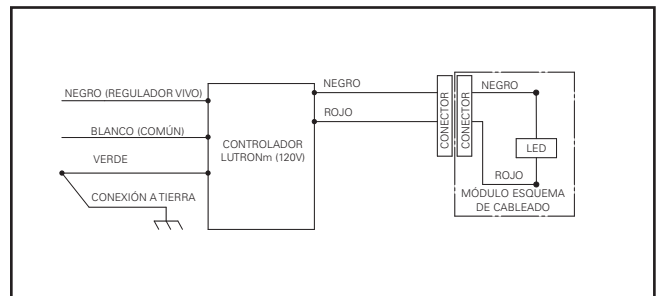 NEGRO (REGULADOR VIVO)
BLANCO (COMÚN)
VERDE
CONEXIÓN A TIERRA
CONTROLADOR
LUTRONm (120V)
NEGRO
ROJO
CONECTOR
CONECTOR
NEGRO
LED
ROJO
MÓDULO ESQUEMA
DE CABLEADO